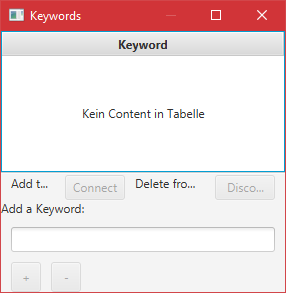 Keywords
Keyword
Kein Content in Tabelle
Add t... Connect Delete fro... Disco...
Add a Keyword:
+ -